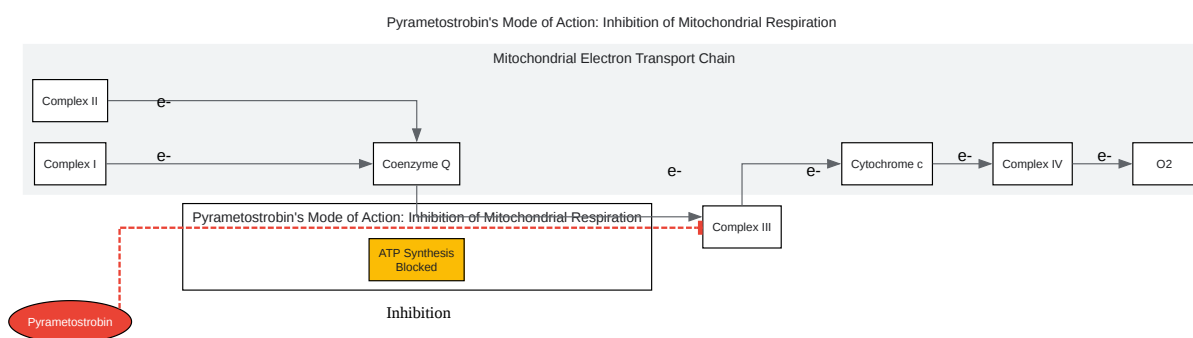 Pyrametostrobin's Mode of Action: Inhibition of Mitochondrial Respiration
Mitochondrial Electron Transport Chain
Complex II
e-
Complex I
e-
Coenzyme Q
e-
e-
Cytochrome c
e-
Complex IV
e-
O2
Pyrametostrobin's Mode of Action: Inhibition of Mitochondrial Respiration
Complex III
ATP Synthesis
Blocked
Inhibition
Pyrametostrobin